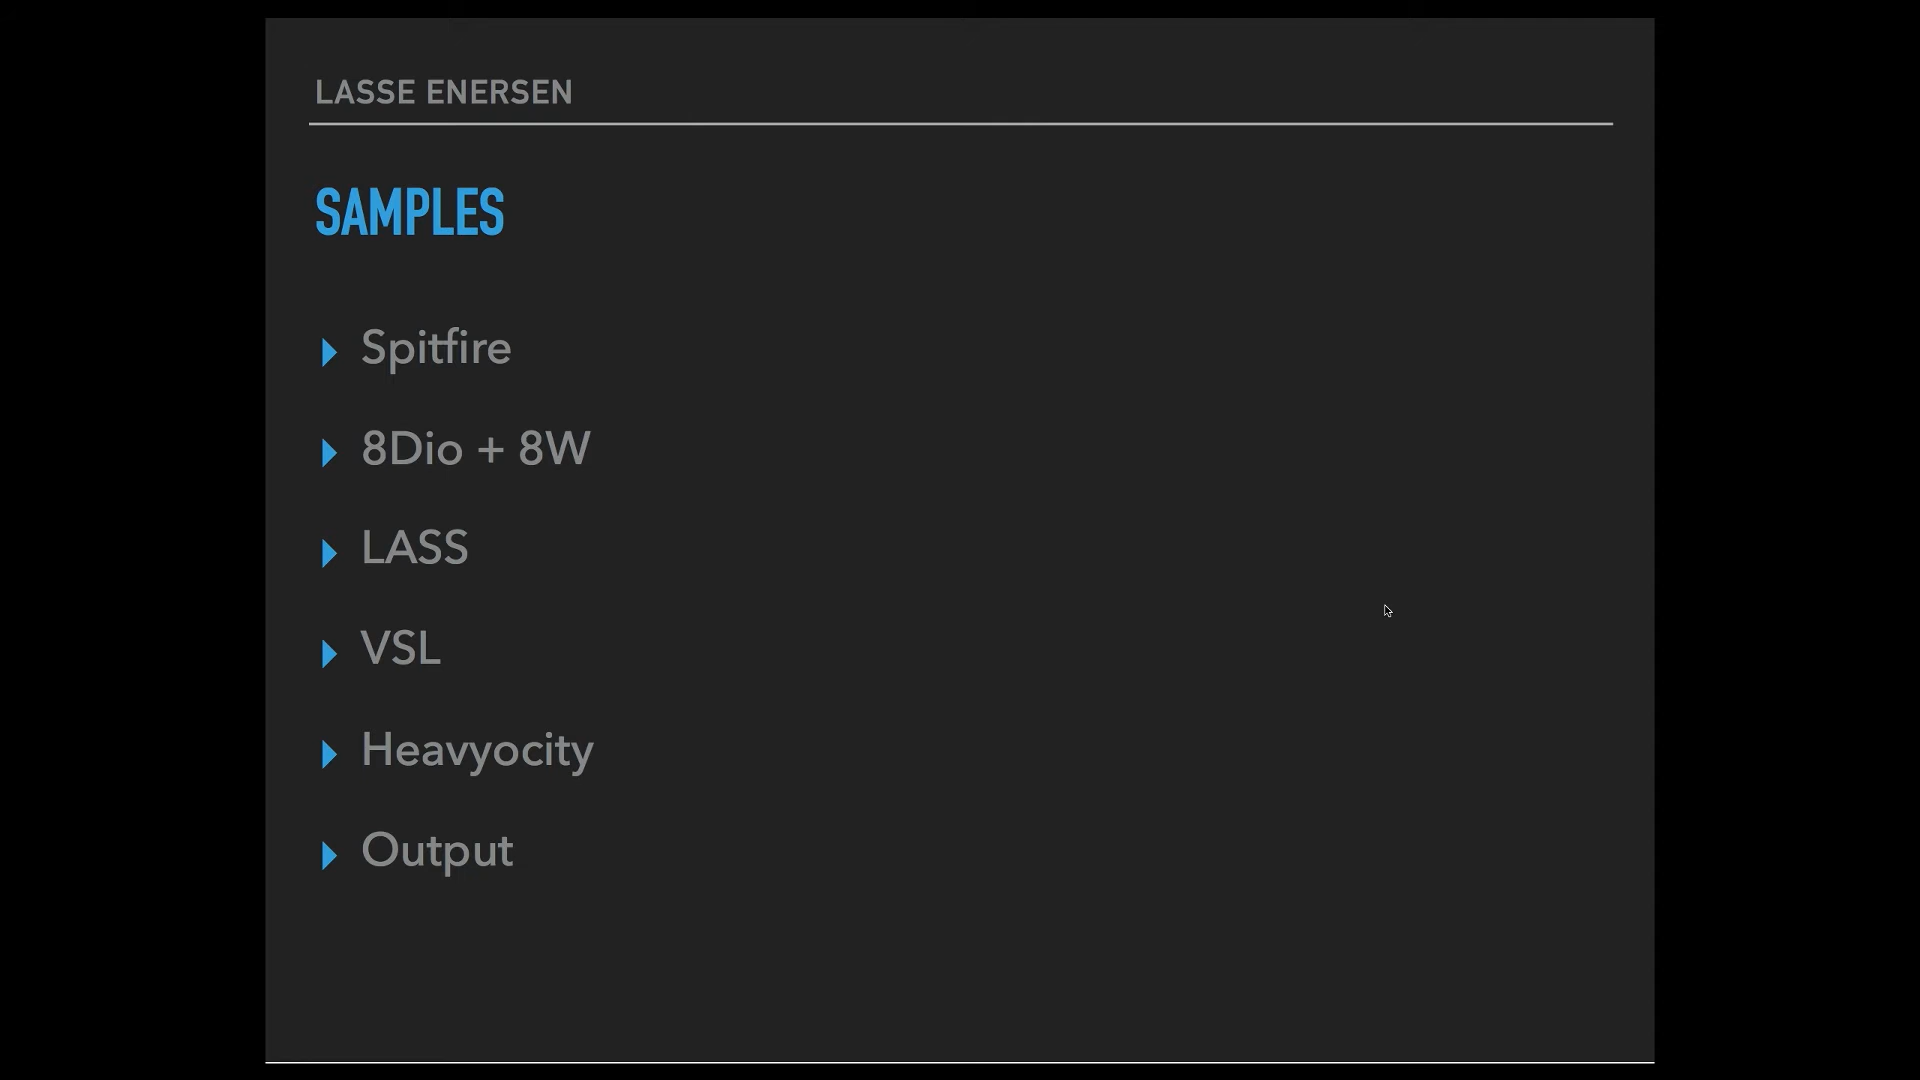 LASSE ENERSEN
SAMPLES
Spitfire
8Dio + 8W
LASS
VSL
Heavyocity
Output